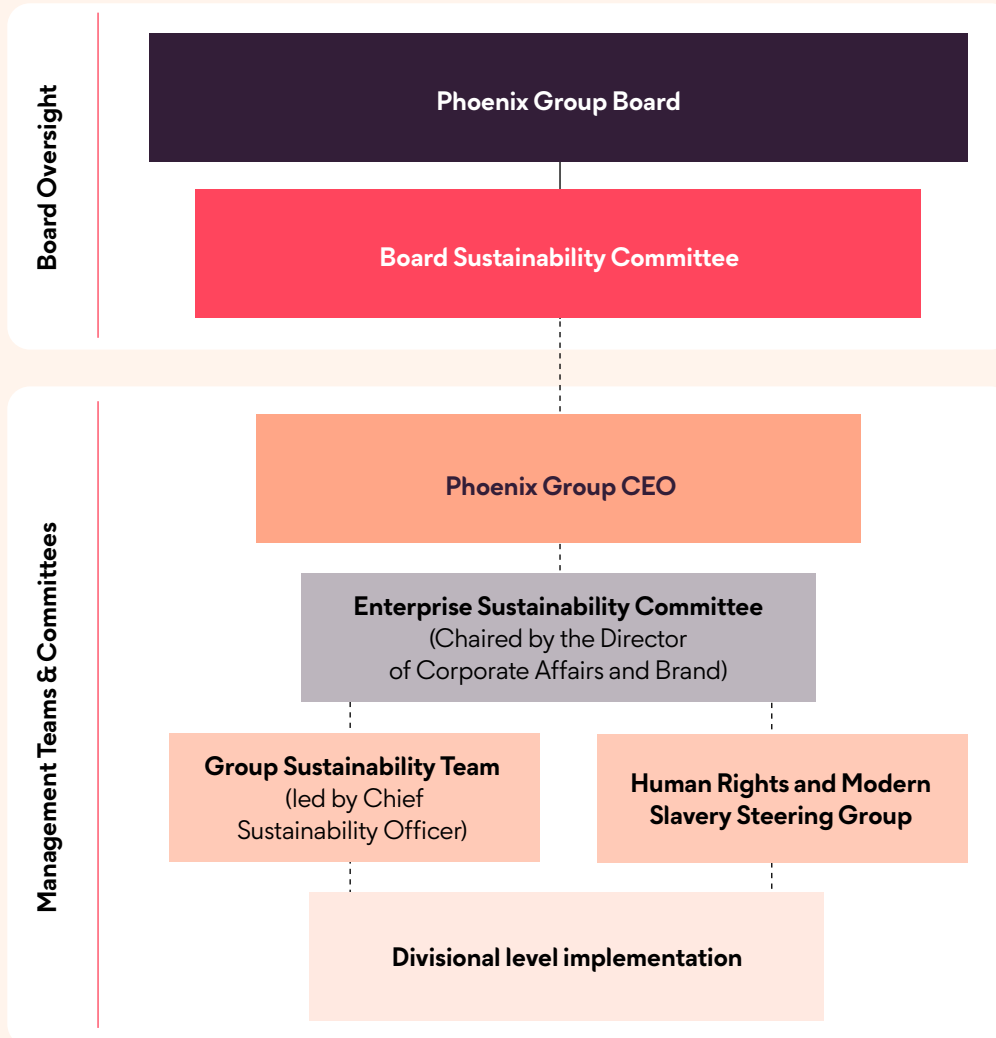 Board Oversight
Phoenix Group Board
Board Sustainability Committee
Management Teams & Committees
Phoenix Group CEO
Enterprise Sustainability Committee
(Chaired by the Director
of Corporate Affairs and Brand)
Group Sustainability Team
(led by Chief
Sustainability Officer)
Human Rights and Modern
Slavery Steering Group
Divisional level implementation